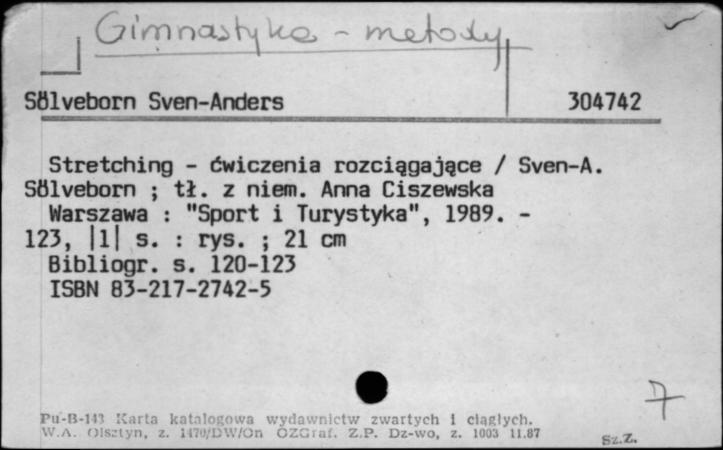 Gimnastyka - metody
Sölveborn Sven-Anders 304742
Stretching - ćwiczenia rozciągające / Sven-A.
Sölveborn ; tł. z niem. Anna Ciszewska
Warszawa : "Sport i Turystyka", 1989. -
123, |1| s. : rys. ; 21 cm
Bibliogr. s. 120-123
ISBN 83-217-2742-5
Pu-B-143 Karta katalogowa wydawnictw zwartych i ciągłych.
W.A. Olsztyn, z. 1470/DW/On OZGraf. Z.P. Dz-wo, z. 1003 11.87
Sz.Z.